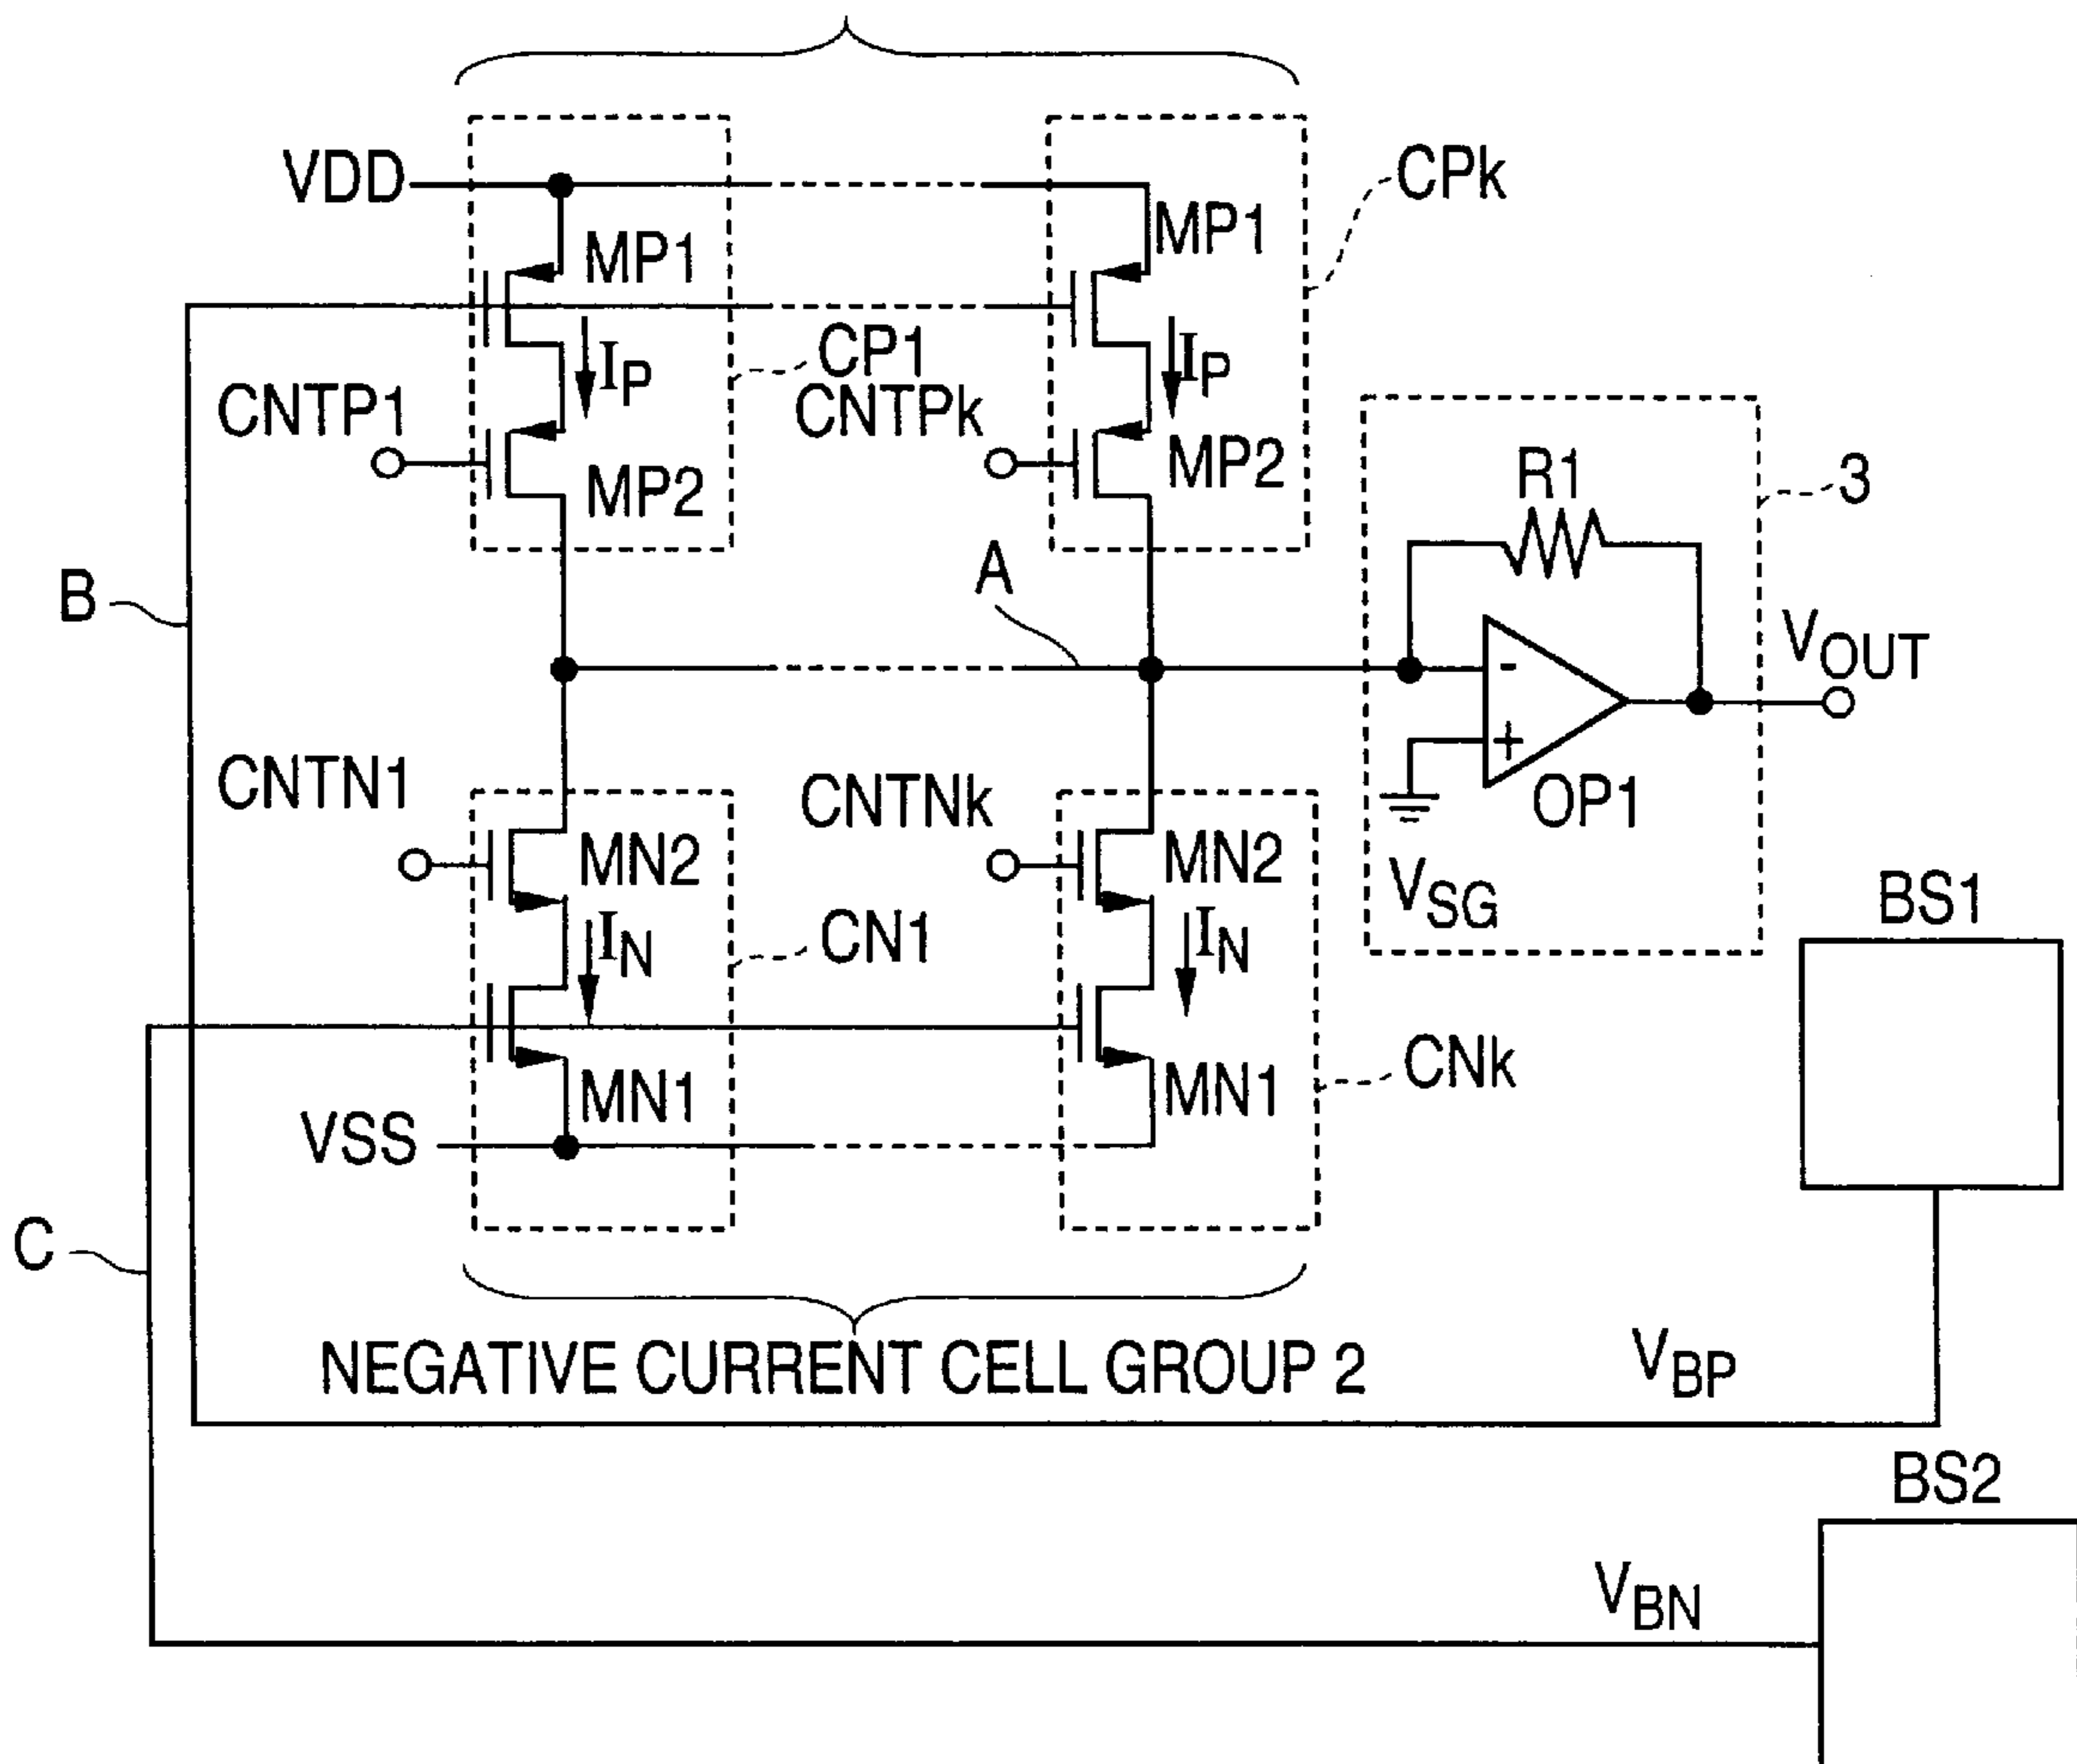 VDD
MP1
MP1
CPk
IP
CP1
IP
CNTP1
CNTPk
MP2
MP2
R1
3
A
B
VOUT
-
+
CNTN1
CNTNk
OP1
MN2
MN2
VSG
BS1
IN
CN1
IN
CNk
MN1
MN1
VSS
C
NEGATIVE CURRENT CELL GROUP 2
VBP
BS2
VBN